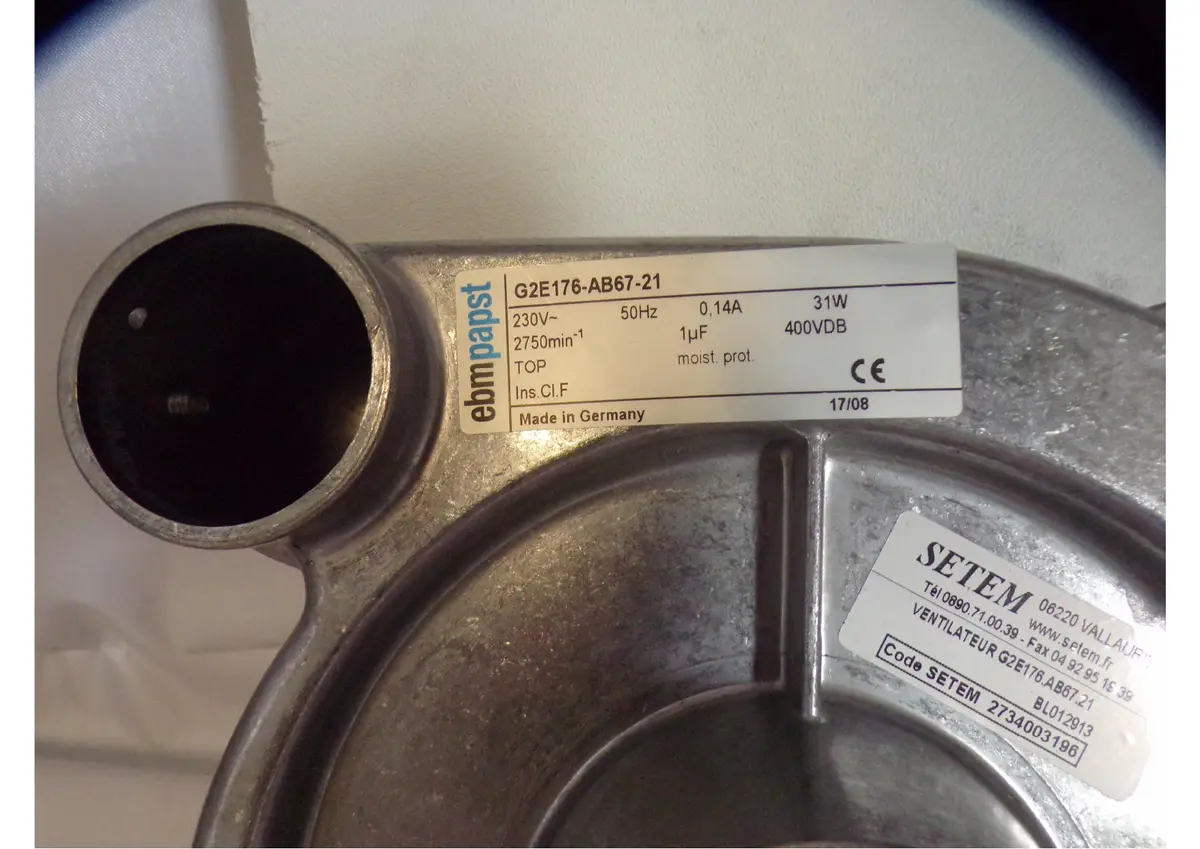 ebmpapst
G2E176-AB67-21
230V~ 50Hz 0,14A 31W
2750min⁻¹ 1µF 400VDB
TOP moist. prot.
Ins.Cl.F CE
Made in Germany 17/08
SETEM 06220 VALLAURI
www.setem.fr
Tél 0890.71.00.39 - Fax 04 92 95 19 39
VENTILATEUR G2E176.AB67.21
BL012913
Code SETEM 2734003196